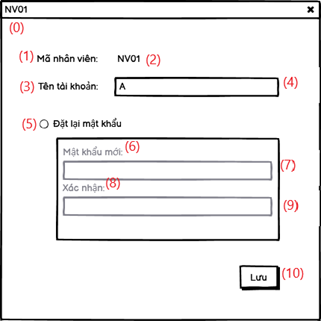 NV01 ×
(0)
(1) Mã nhân viên: NV01 (2)
(3) Tên tài khoản: A (4)
(5) Đặt lại mật khẩu
Mật khẩu mới: (6)
(7)
Xác nhận: (8)
(9)
Lưu (10)